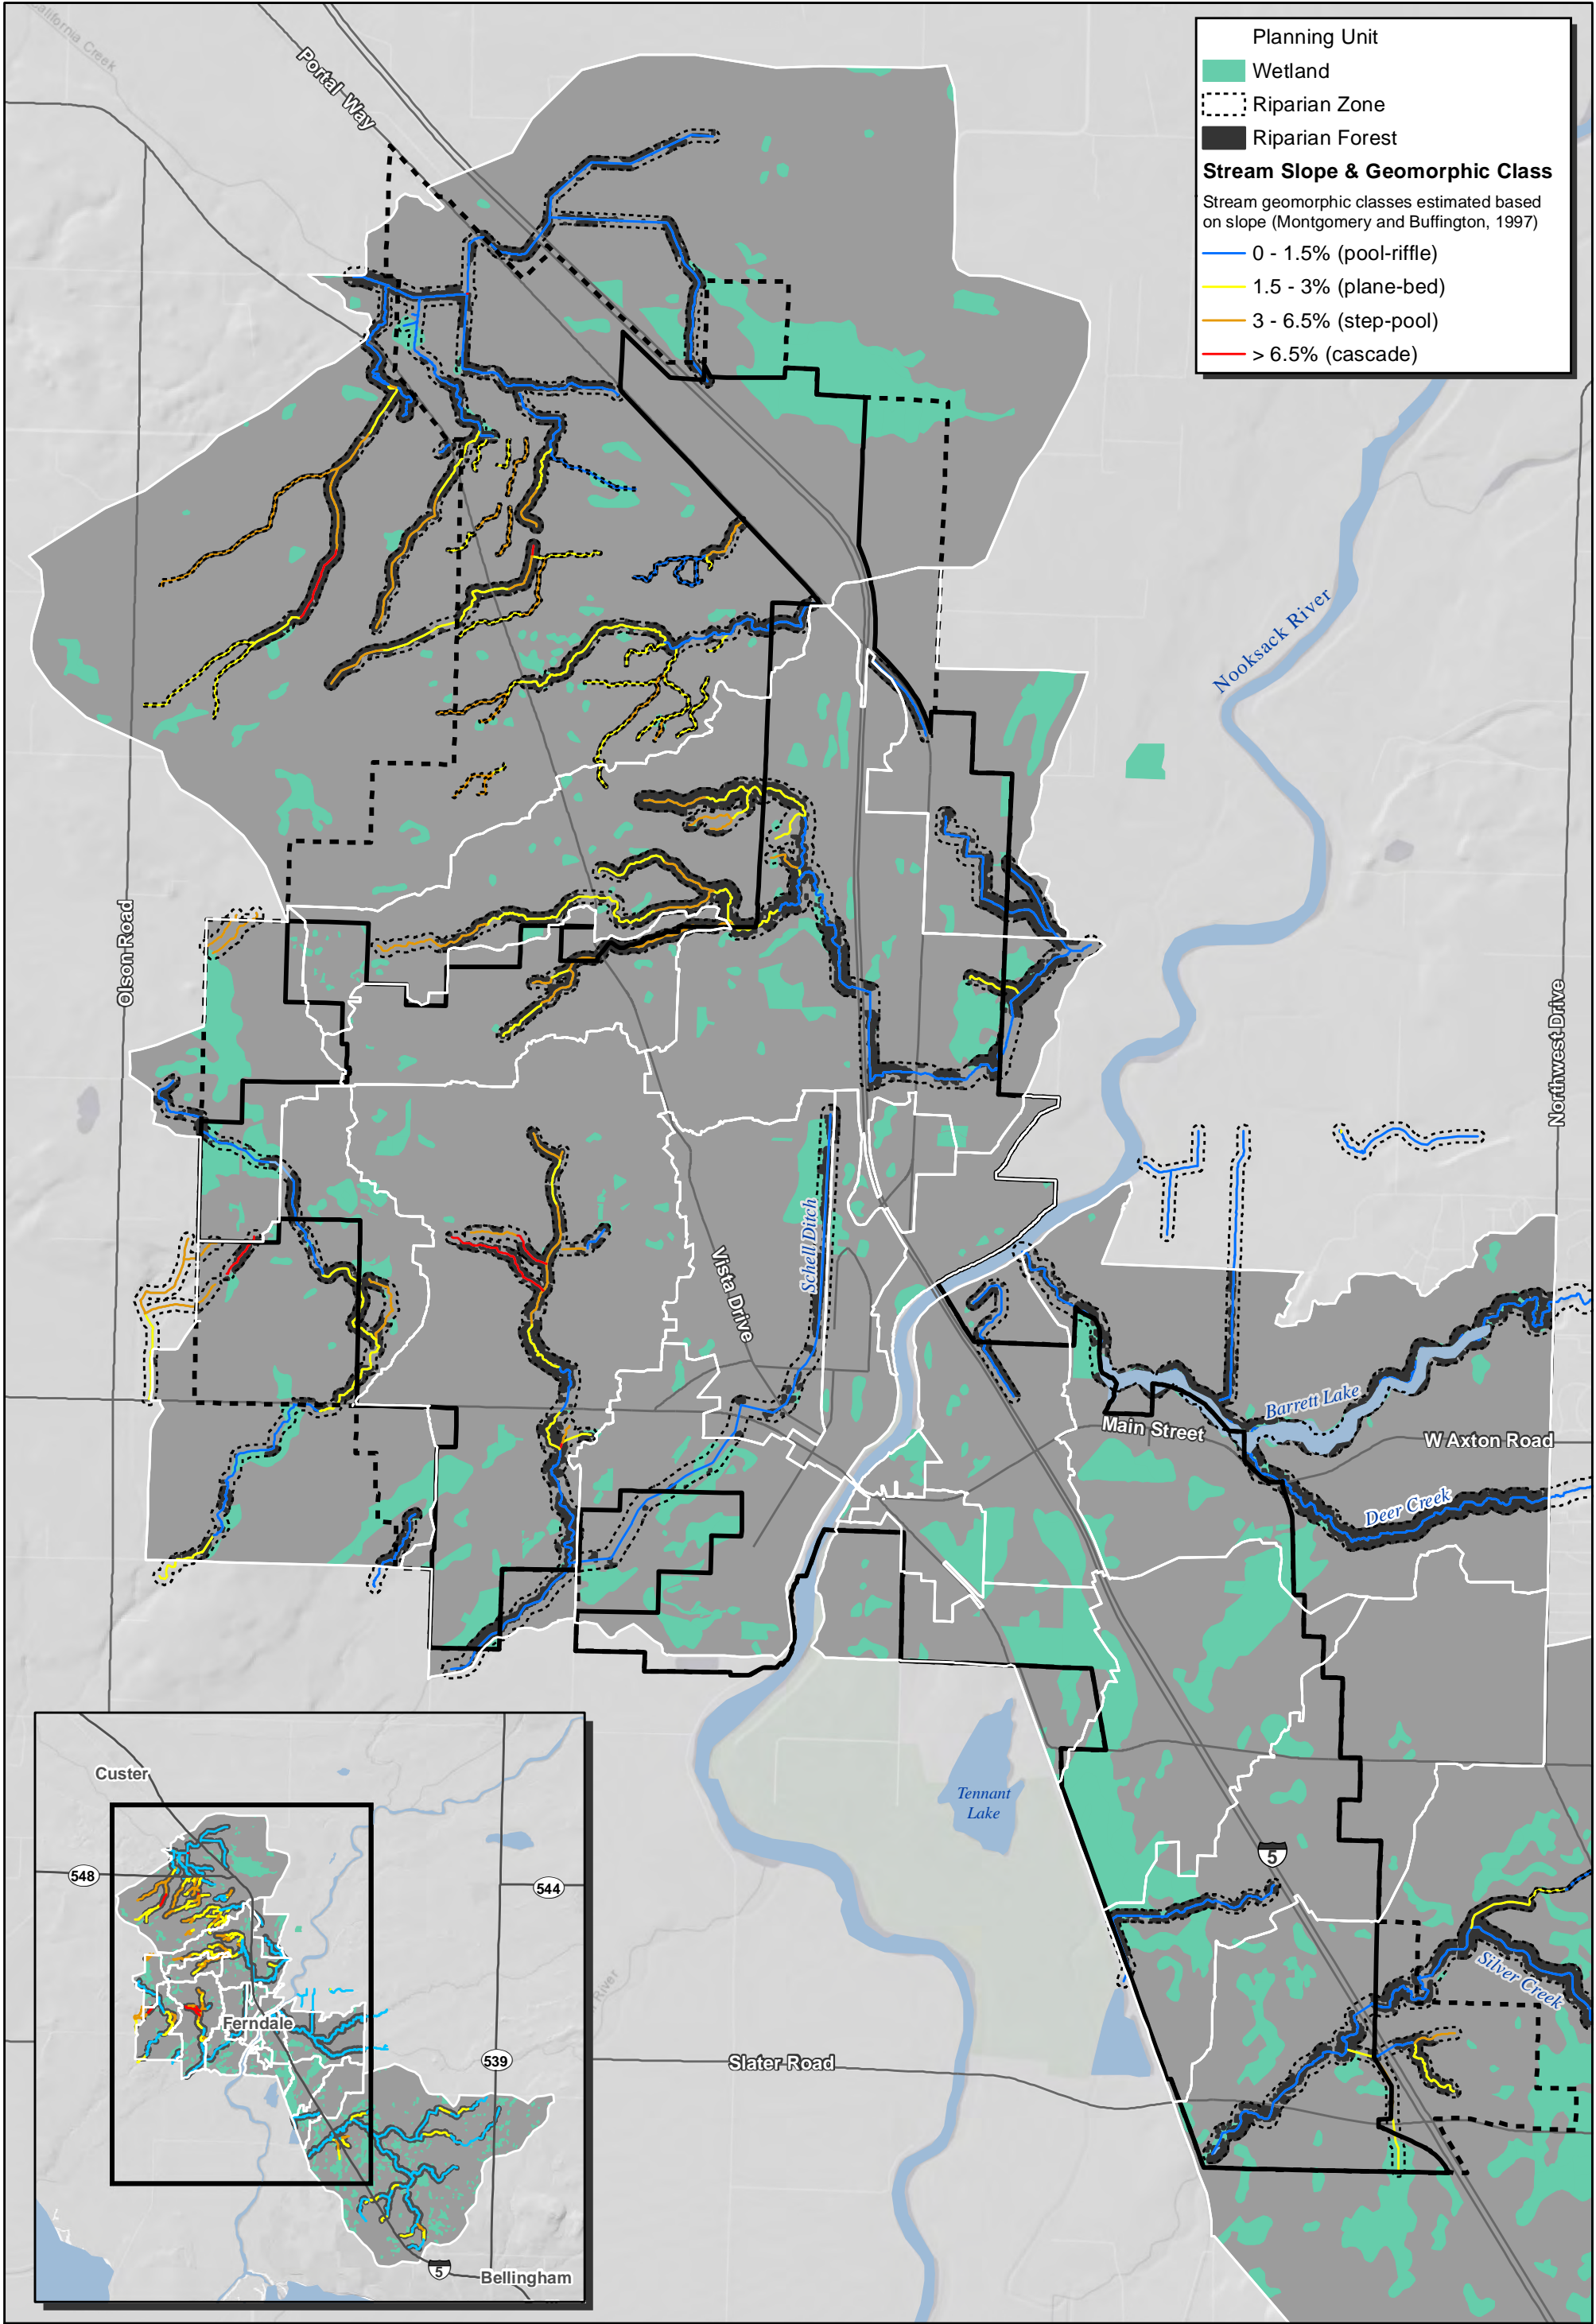 California Creek
Portal Way
Planning Unit
Wetland
Riparian Zone
Riparian Forest
Stream Slope & Geomorphic Class
Stream geomorphic classes estimated based
on slope (Montgomery and Buffington, 1997)
0 - 1.5% (pool-riffle)
1.5 - 3% (plane-bed)
3 - 6.5% (step-pool)
> 6.5% (cascade)
Nooksack River
Olson Road
Northwest Drive
Schell Ditch
Vista Drive
Barrett Lake
Main Street
W Axton Road
Deer Creek
Tennant
Lake
5
Silver Creek
Slater Road
River
Custer
548
544
Ferndale
539
5
Bellingham